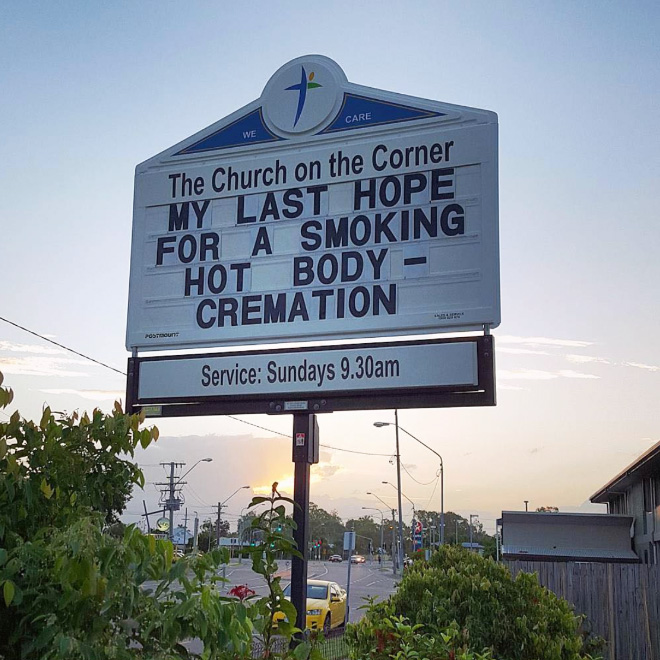 WE CARE
The Church on the Corner
MY LAST HOPE
FOR A SMOKING
HOT BODY –
CREMATION
POSTMOUNT
Service: Sundays 9.30am